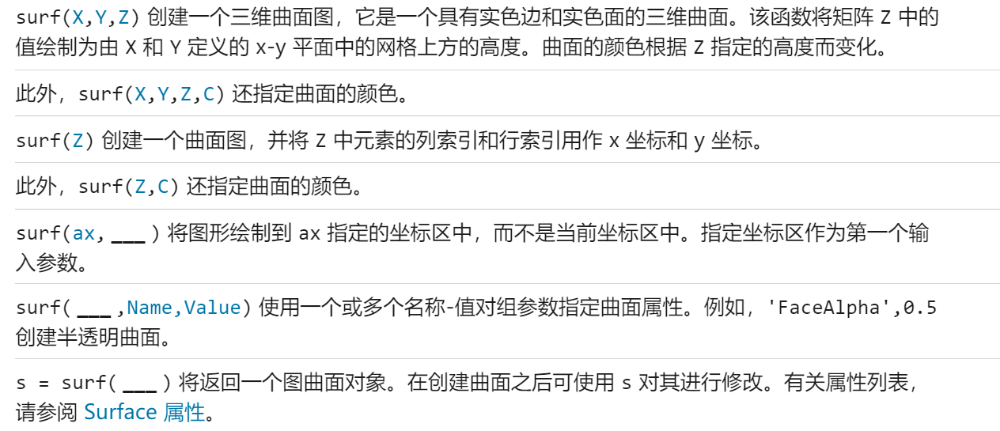 surf(X,Y,Z) 创建一个三维曲面图，它是一个具有实色边和实色面的三维曲面。该函数将矩阵 Z 中的
值绘制为由 X 和 Y 定义的 x-y 平面中的网格上方的高度。曲面的颜色根据 Z 指定的高度而变化。
此外，surf(X,Y,Z,C) 还指定曲面的颜色。
surf(Z) 创建一个曲面图，并将 Z 中元素的列索引和行索引用作 x 坐标和 y 坐标。
此外，surf(Z,C) 还指定曲面的颜色。
surf(ax, ___ ) 将图形绘制到 ax 指定的坐标区中，而不是当前坐标区中。指定坐标区作为第一个输
入参数。
surf( ___ ,Name,Value) 使用一个或多个名称-值对组参数指定曲面属性。例如，'FaceAlpha',0.5
创建半透明曲面。
s = surf( ___ ) 将返回一个图曲面对象。在创建曲面之后可使用 s 对其进行修改。有关属性列表，
请参阅 Surface 属性。